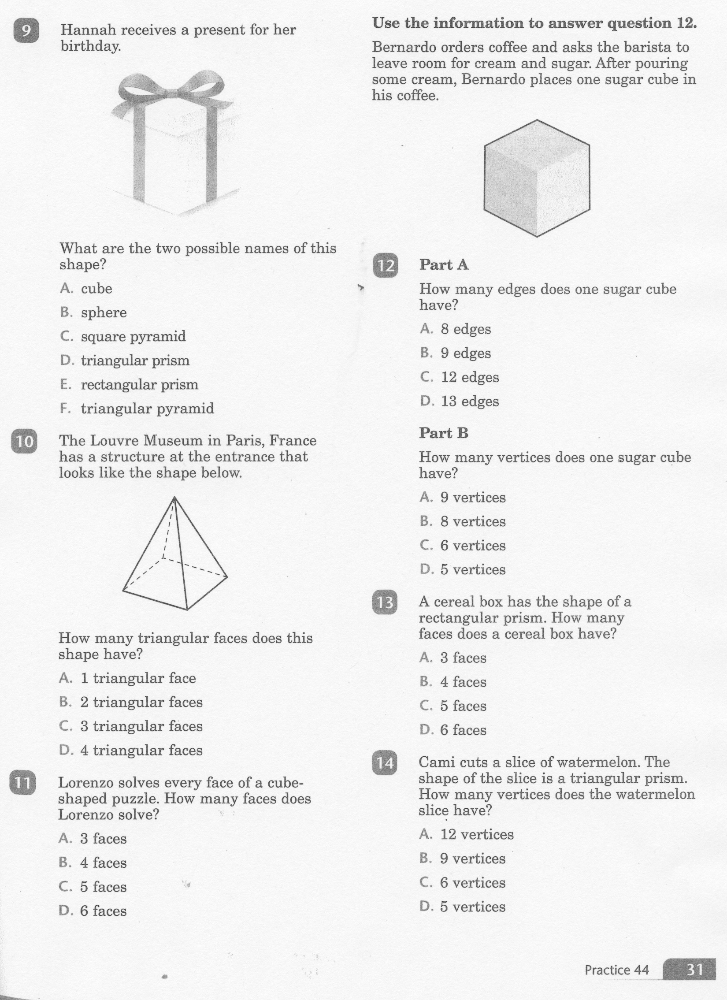 9
Hannah receives a present for her
birthday.
What are the two possible names of this
shape?
A. cube
B. sphere
C. square pyramid
D. triangular prism
E. rectangular prism
F. triangular pyramid
10
The Louvre Museum in Paris, France
has a structure at the entrance that
looks like the shape below.
How many triangular faces does this
shape have?
A. 1 triangular face
B. 2 triangular faces
C. 3 triangular faces
D. 4 triangular faces
11
Lorenzo solves every face of a cube-
shaped puzzle. How many faces does
Lorenzo solve?
A. 3 faces
B. 4 faces
C. 5 faces
D. 6 faces
Use the information to answer question 12.
Bernardo orders coffee and asks the barista to
leave room for cream and sugar. After pouring
some cream, Bernardo places one sugar cube in
his coffee.
12
Part A
How many edges does one sugar cube
have?
A. 8 edges
B. 9 edges
C. 12 edges
D. 13 edges
Part B
How many vertices does one sugar cube
have?
A. 9 vertices
B. 8 vertices
C. 6 vertices
D. 5 vertices
13
A cereal box has the shape of a
rectangular prism. How many
faces does a cereal box have?
A. 3 faces
B. 4 faces
C. 5 faces
D. 6 faces
14
Cami cuts a slice of watermelon. The
shape of the slice is a triangular prism.
How many vertices does the watermelon
slice have?
A. 12 vertices
B. 9 vertices
C. 6 vertices
D. 5 vertices
Practice 44 31